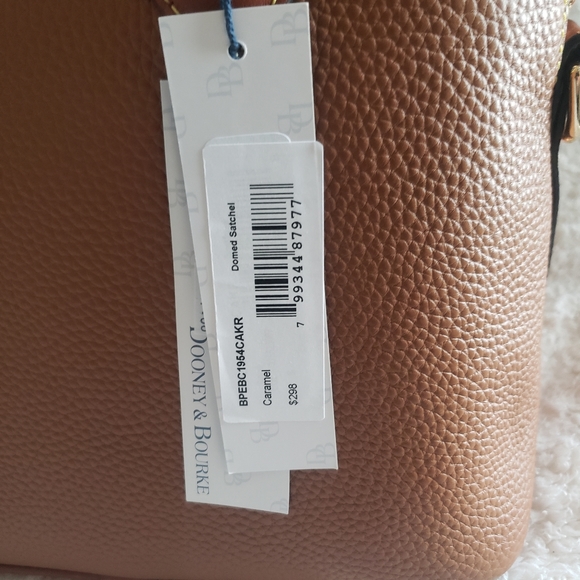 BPEBC1954CAKR Domed Satchel
Caramel
$298
7 99344 87977
DOONEY & BOURKE